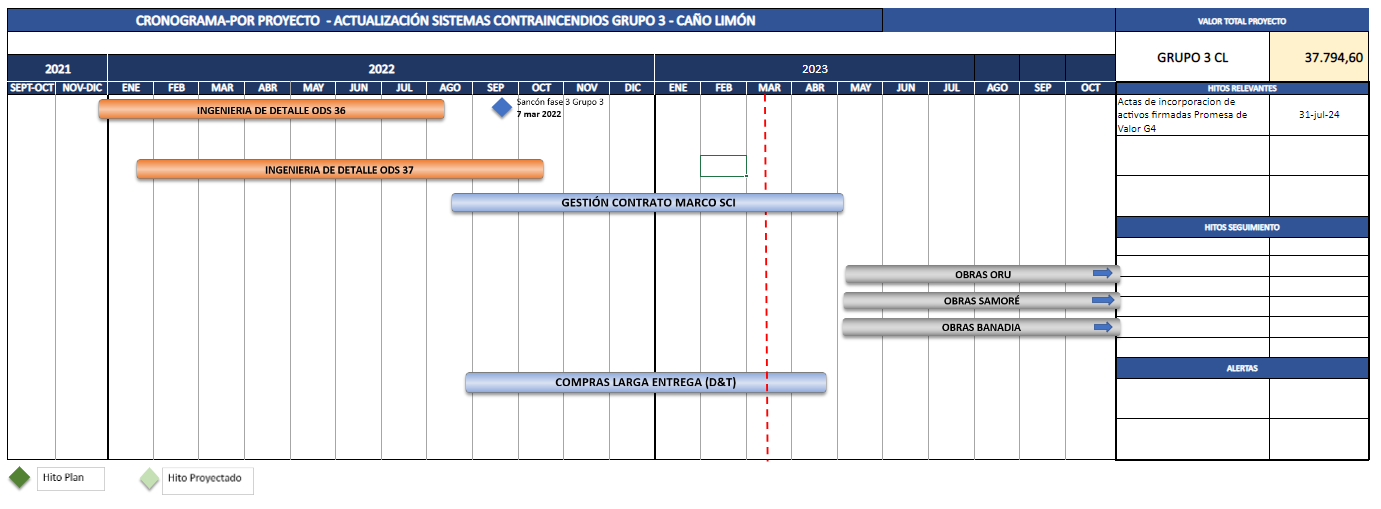 CRONOGRAMA-POR PROYECTO - ACTUALIZACIÓN SISTEMAS CONTRAINCENDIOS GRUPO 3 - CAÑO LIMÓN
VALOR TOTAL PROYECTO
GRUPO 3 CL
37.794,60
2021
2022
2023
SEPT-OCT NOV-DIC ENE FEB MAR ABR MAY JUN JUL AGO SEP OCT NOV DIC ENE FEB MAR ABR MAY JUN JUL AGO SEP OCT
HITOS RELEVANTES
Actas de incorporacion de
activos firmadas Promesa de
Valor G4
31-jul-24
INGENIERIA DE DETALLE ODS 36
Sancón fase 3 Grupo 3
7 mar 2022
INGENIERIA DE DETALLE ODS 37
GESTIÓN CONTRATO MARCO SCI
HITOS SEGUIMIENTO
OBRAS ORU
OBRAS SAMORÉ
OBRAS BANADIA
ALERTAS
COMPRAS LARGA ENTREGA (D&T)
Hito Plan
Hito Proyectado